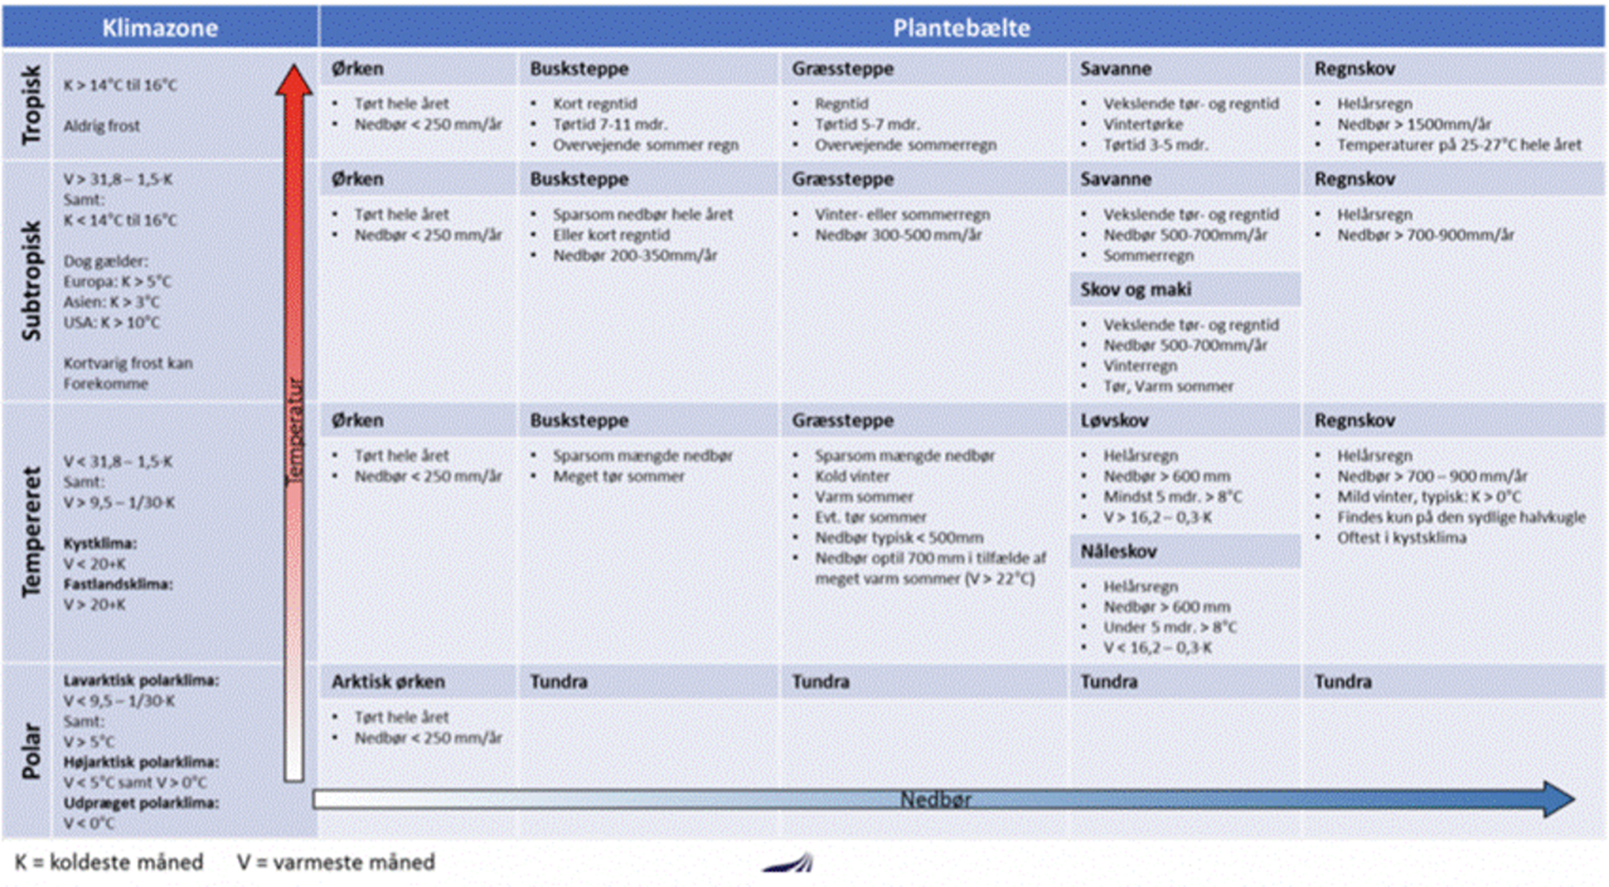 Klimazone
Plantebælte
Tropisk
K > 14°C til 16°C
Aldrig frost
Ørken
▪ Tørt hele året
▪ Nedbør < 250 mm/år
Busksteppe
▪ Kort regntid
▪ Tørtid 7-11 mdr.
▪ Overvejende sommer regn
Græssteppe
▪ Regntid
▪ Tørtid 5-7 mdr.
▪ Overvejende sommerregn
Savanne
▪ Vekslende tør- og regntid
▪ Vintertørke
▪ Tørtid 3-5 mdr.
Regnskov
▪ Helårsregn
▪ Nedbør > 1500mm/år
▪ Temperaturer på 25-27°C hele året
Subtropisk
V > 31,8 – 1,5·K
Samt:
K < 14°C til 16°C
Dog gælder:
Europa: K > 5°C
Asien: K > 3°C
USA: K > 10°C
Kortvarig frost kan
Forekomme
Ørken
▪ Tørt hele året
▪ Nedbør < 250 mm/år
Busksteppe
▪ Sparsom nedbør hele året
▪ Eller kort regntid
▪ Nedbør 200-350mm/år
Græssteppe
▪ Vinter- eller sommerregn
▪ Nedbør 300-500 mm/år
Savanne
▪ Vekslende tør- og regntid
▪ Nedbør 500-700mm/år
▪ Sommerregn
Skov og maki
▪ Vekslende tør- og regntid
▪ Nedbør 500-700mm/år
▪ Vinterregn
▪ Tør, Varm sommer
Regnskov
▪ Helårsregn
▪ Nedbør > 700-900mm/år
Temperatur
Tempereret
V < 31,8 – 1,5·K
Samt:
V > 9,5 – 1/30·K
Kystklima:
V < 20+K
Fastlandsklima:
V > 20+K
Ørken
▪ Tørt hele året
▪ Nedbør < 250 mm/år
Busksteppe
▪ Sparsom mængde nedbør
▪ Meget tør sommer
Græssteppe
▪ Sparsom mængde nedbør
▪ Kold vinter
▪ Varm sommer
▪ Evt. tør sommer
▪ Nedbør typisk < 500mm
▪ Nedbør optil 700 mm i tilfælde af
meget varm sommer (V > 22°C)
Løvskov
▪ Helårsregn
▪ Nedbør > 600 mm
▪ Mindst 5 mdr. > 8°C
▪ V > 16,2 – 0,3·K
Nåleskov
▪ Helårsregn
▪ Nedbør > 600 mm
▪ Under 5 mdr. > 8°C
▪ V < 16,2 – 0,3·K
Regnskov
▪ Helårsregn
▪ Nedbør > 700 – 900 mm/år
▪ Mild vinter, typisk: K > 0°C
▪ Findes kun på den sydlige halvkugle
▪ Oftest i kystsklima
Polar
Lavarktisk polarklima:
V < 9,5 – 1/30·K
Samt:
V > 5°C
Højarktisk polarklima:
V < 5°C samt V > 0°C
Udpræget polarklima:
V < 0°C
Arktisk ørken
▪ Tørt hele året
▪ Nedbør < 250 mm/år
Tundra
Tundra
Tundra
Tundra
Nedbør
K = koldeste måned V = varmeste måned